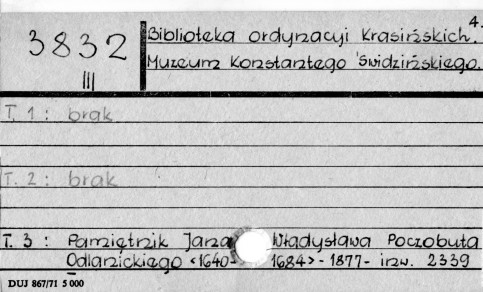 4.
3832 Biblioteka ordynacyi Krasińskich.
III Muzeum Konstantego Świdzińskiego.
T. 1 : brak
T. 2 : brak
T. 3 : Pamiętnik Jana Władysława Poczobuta
Odlanickiego <1640- 1684> -1877- inw. 2339
DUJ 867/71 5 000